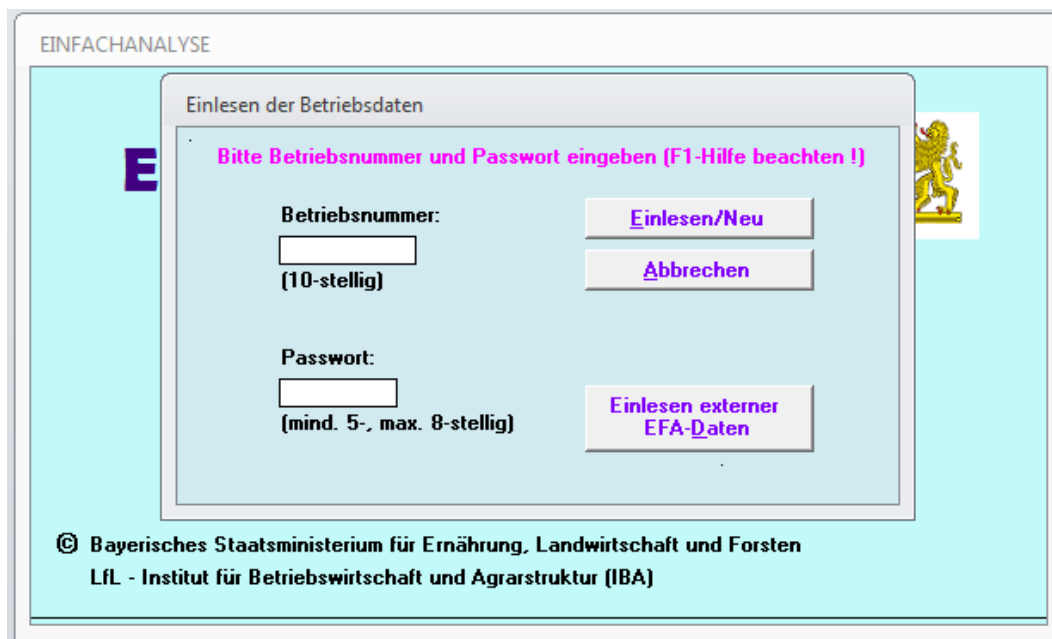 EINFACHANALYSE
Einlesen der Betriebsdaten
E
Bitte Betriebsnummer und Passwort eingeben (F1-Hilfe beachten !)
Betriebsnummer:
(10-stellig)
Einlesen/Neu
Abbrechen
Passwort:
(mind. 5-, max. 8-stellig)
Einlesen externer
EFA-Daten
© Bayerisches Staatsministerium für Ernährung, Landwirtschaft und Forsten
LfL - Institut für Betriebswirtschaft und Agrarstruktur (IBA)